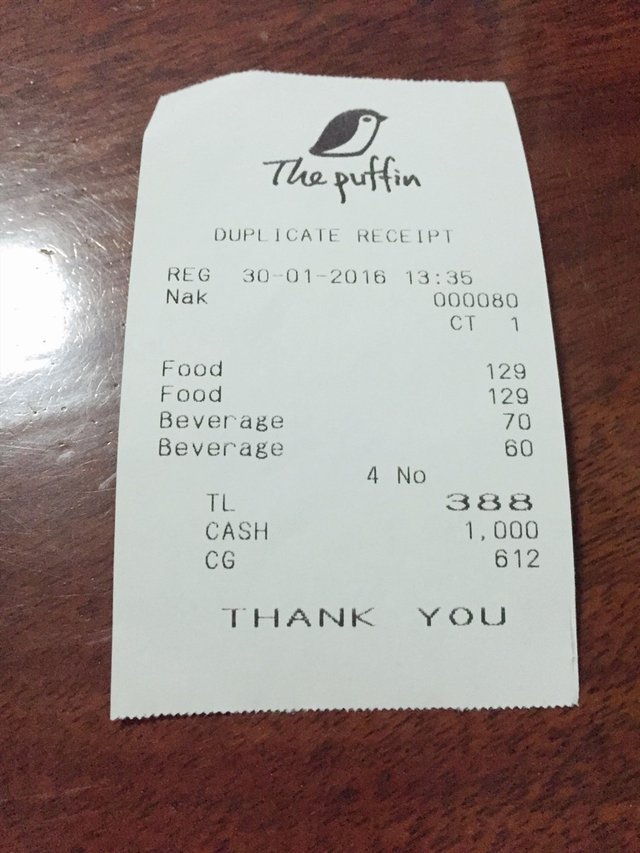 The puffin
DUPLICATE RECEIPT
REG 30-01-2016 13:35
Nak 000080
CT 1
Food 129
Food 129
Beverage 70
Beverage 60
4 No
TL 388
CASH 1,000
CG 612
THANK YOU